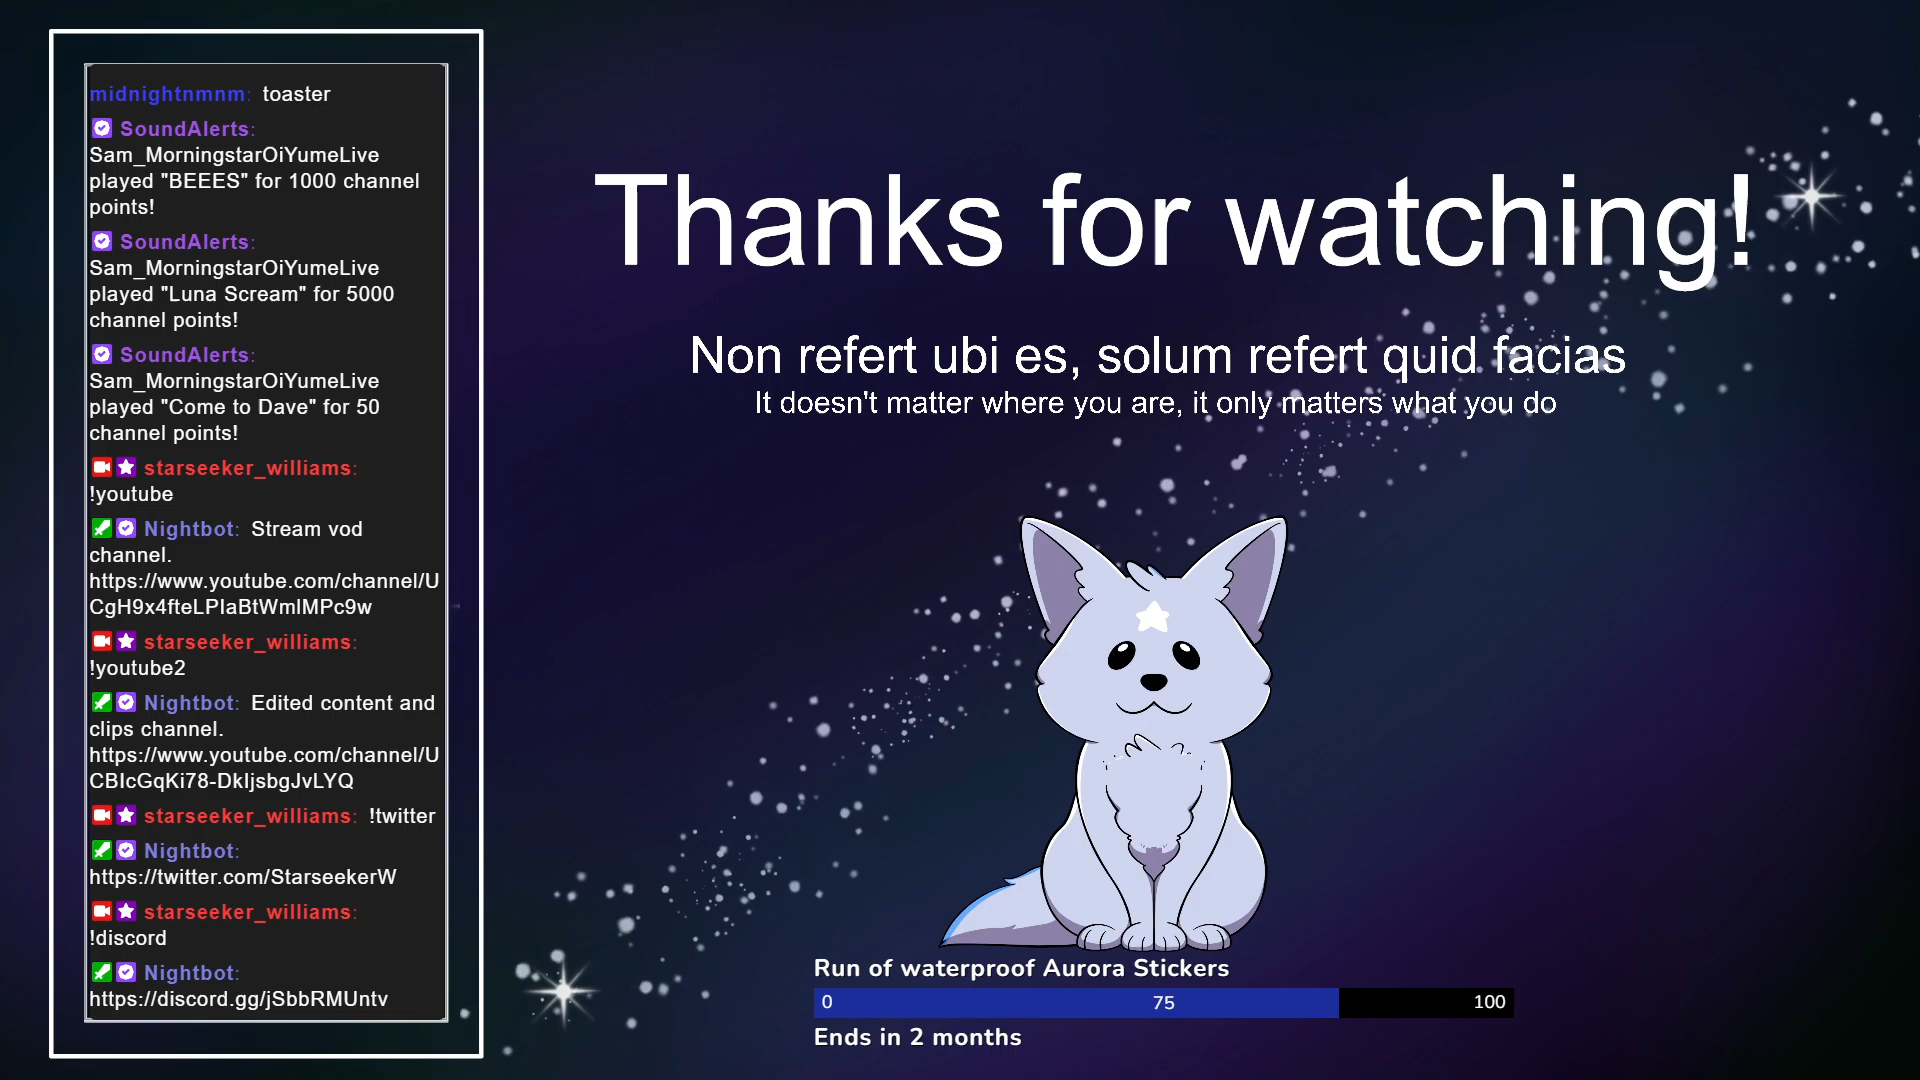 midnightnmnm: toaster
SoundAlerts:
Sam_MorningstarOiYumeLive
played "BEEES" for 1000 channel
points!
SoundAlerts:
Sam_MorningstarOiYumeLive
played "Luna Scream" for 5000
channel points!
SoundAlerts:
Sam_MorningstarOiYumeLive
played "Come to Dave" for 50
channel points!
starseeker_williams:
!youtube
Nightbot: Stream vod
channel.
https://www.youtube.com/channel/U
CgH9x4fteLPIaBtWmlMPc9w
starseeker_williams:
!youtube2
Nightbot: Edited content and
clips channel.
https://www.youtube.com/channel/U
CBIcGqKi78-DkIjsbgJvLYQ
starseeker_williams: !twitter
Nightbot:
https://twitter.com/StarseekerW
starseeker_williams:
!discord
Nightbot:
https://discord.gg/jSbbRMUntv
Thanks for watching!
Non refert ubi es, solum refert quid facias
It doesn't matter where you are, it only matters what you do
Run of waterproof Aurora Stickers
0 75 100
Ends in 2 months